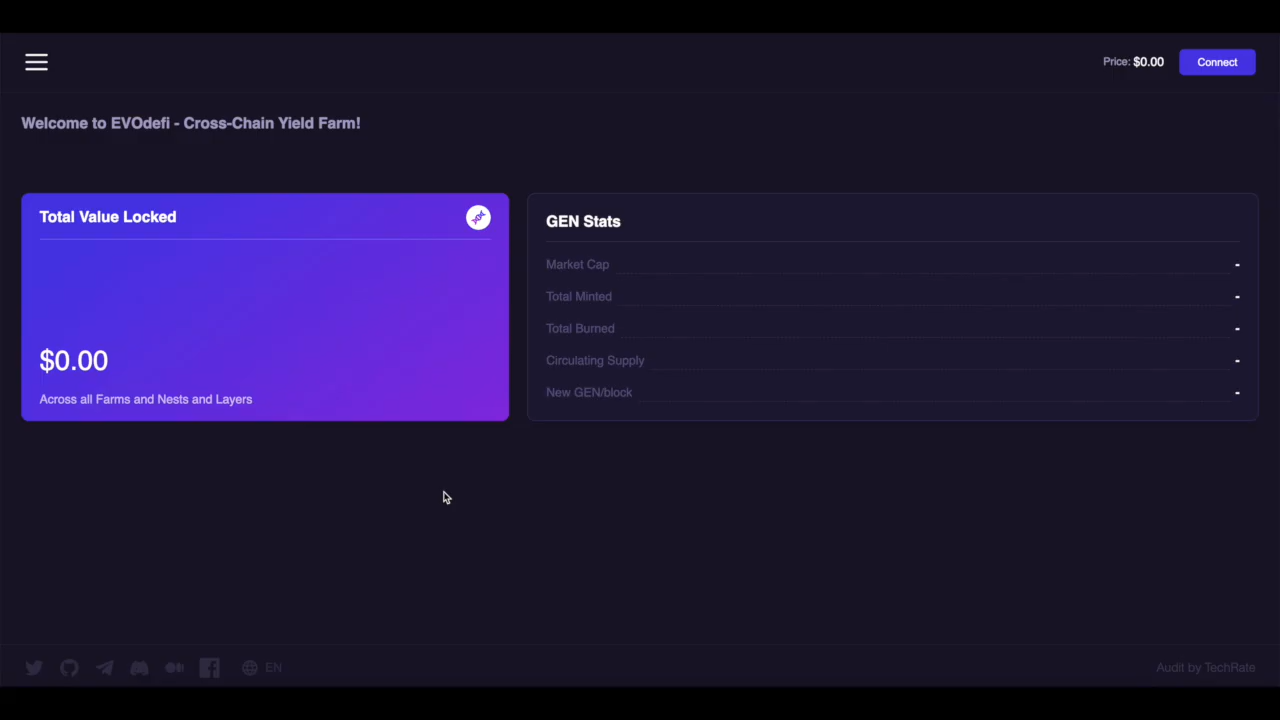 Price: $0.00
Connect
Welcome to EVOdefi - Cross-Chain Yield Farm!
Total Value Locked
$0.00
Across all Farms and Nests and Layers
GEN Stats
Market Cap -
Total Minted -
Total Burned -
Circulating Supply -
New GEN/block -
EN
Audit by TechRate